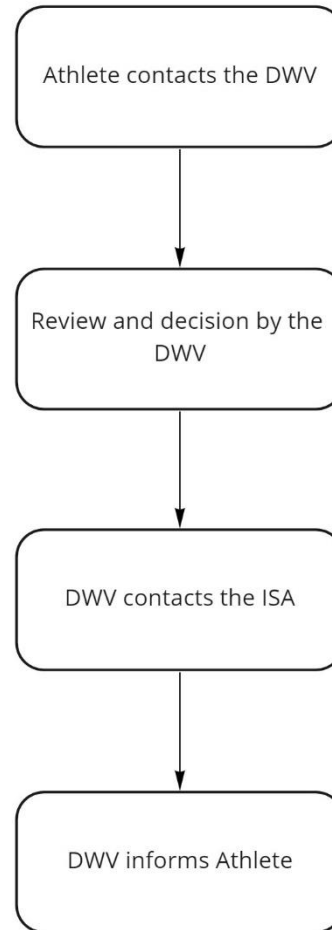 Athlete contacts the DWV
Review and decision by the
DWV
DWV contacts the ISA
DWV informs Athlete